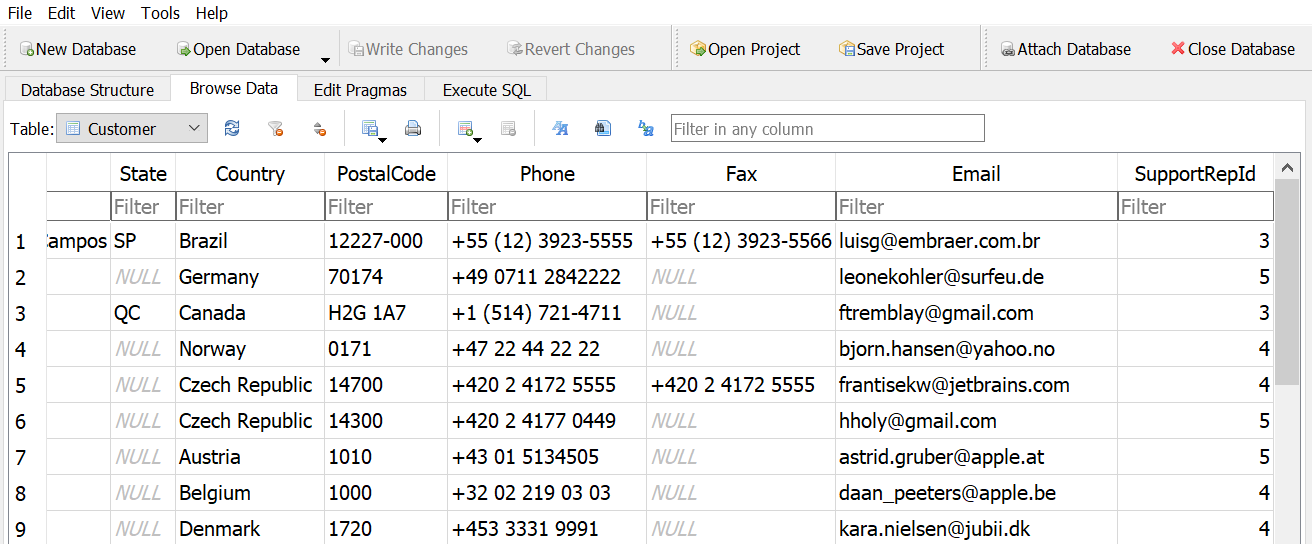 File Edit View Tools Help
New Database Open Database Write Changes Revert Changes Open Project Save Project Attach Database Close Database
Database Structure Browse Data Edit Pragmas Execute SQL
Table: Customer Filter in any column
State Country PostalCode Phone Fax Email SupportRepId
Filter Filter Filter Filter Filter Filter Filter
1 Campos SP Brazil 12227-000 +55 (12) 3923-5555 +55 (12) 3923-5566 luisg@embraer.com.br 3
2 NULL Germany 70174 +49 0711 2842222 NULL leonekohler@surfeu.de 5
3 QC Canada H2G 1A7 +1 (514) 721-4711 NULL ftremblay@gmail.com 3
4 NULL Norway 0171 +47 22 44 22 22 NULL bjorn.hansen@yahoo.no 4
5 NULL Czech Republic 14700 +420 2 4172 5555 +420 2 4172 5555 frantisekw@jetbrains.com 4
6 NULL Czech Republic 14300 +420 2 4177 0449 NULL hholy@gmail.com 5
7 NULL Austria 1010 +43 01 5134505 NULL astrid.gruber@apple.at 5
8 NULL Belgium 1000 +32 02 219 03 03 NULL daan_peeters@apple.be 4
9 NULL Denmark 1720 +453 3331 9991 NULL kara.nielsen@jubii.dk 4